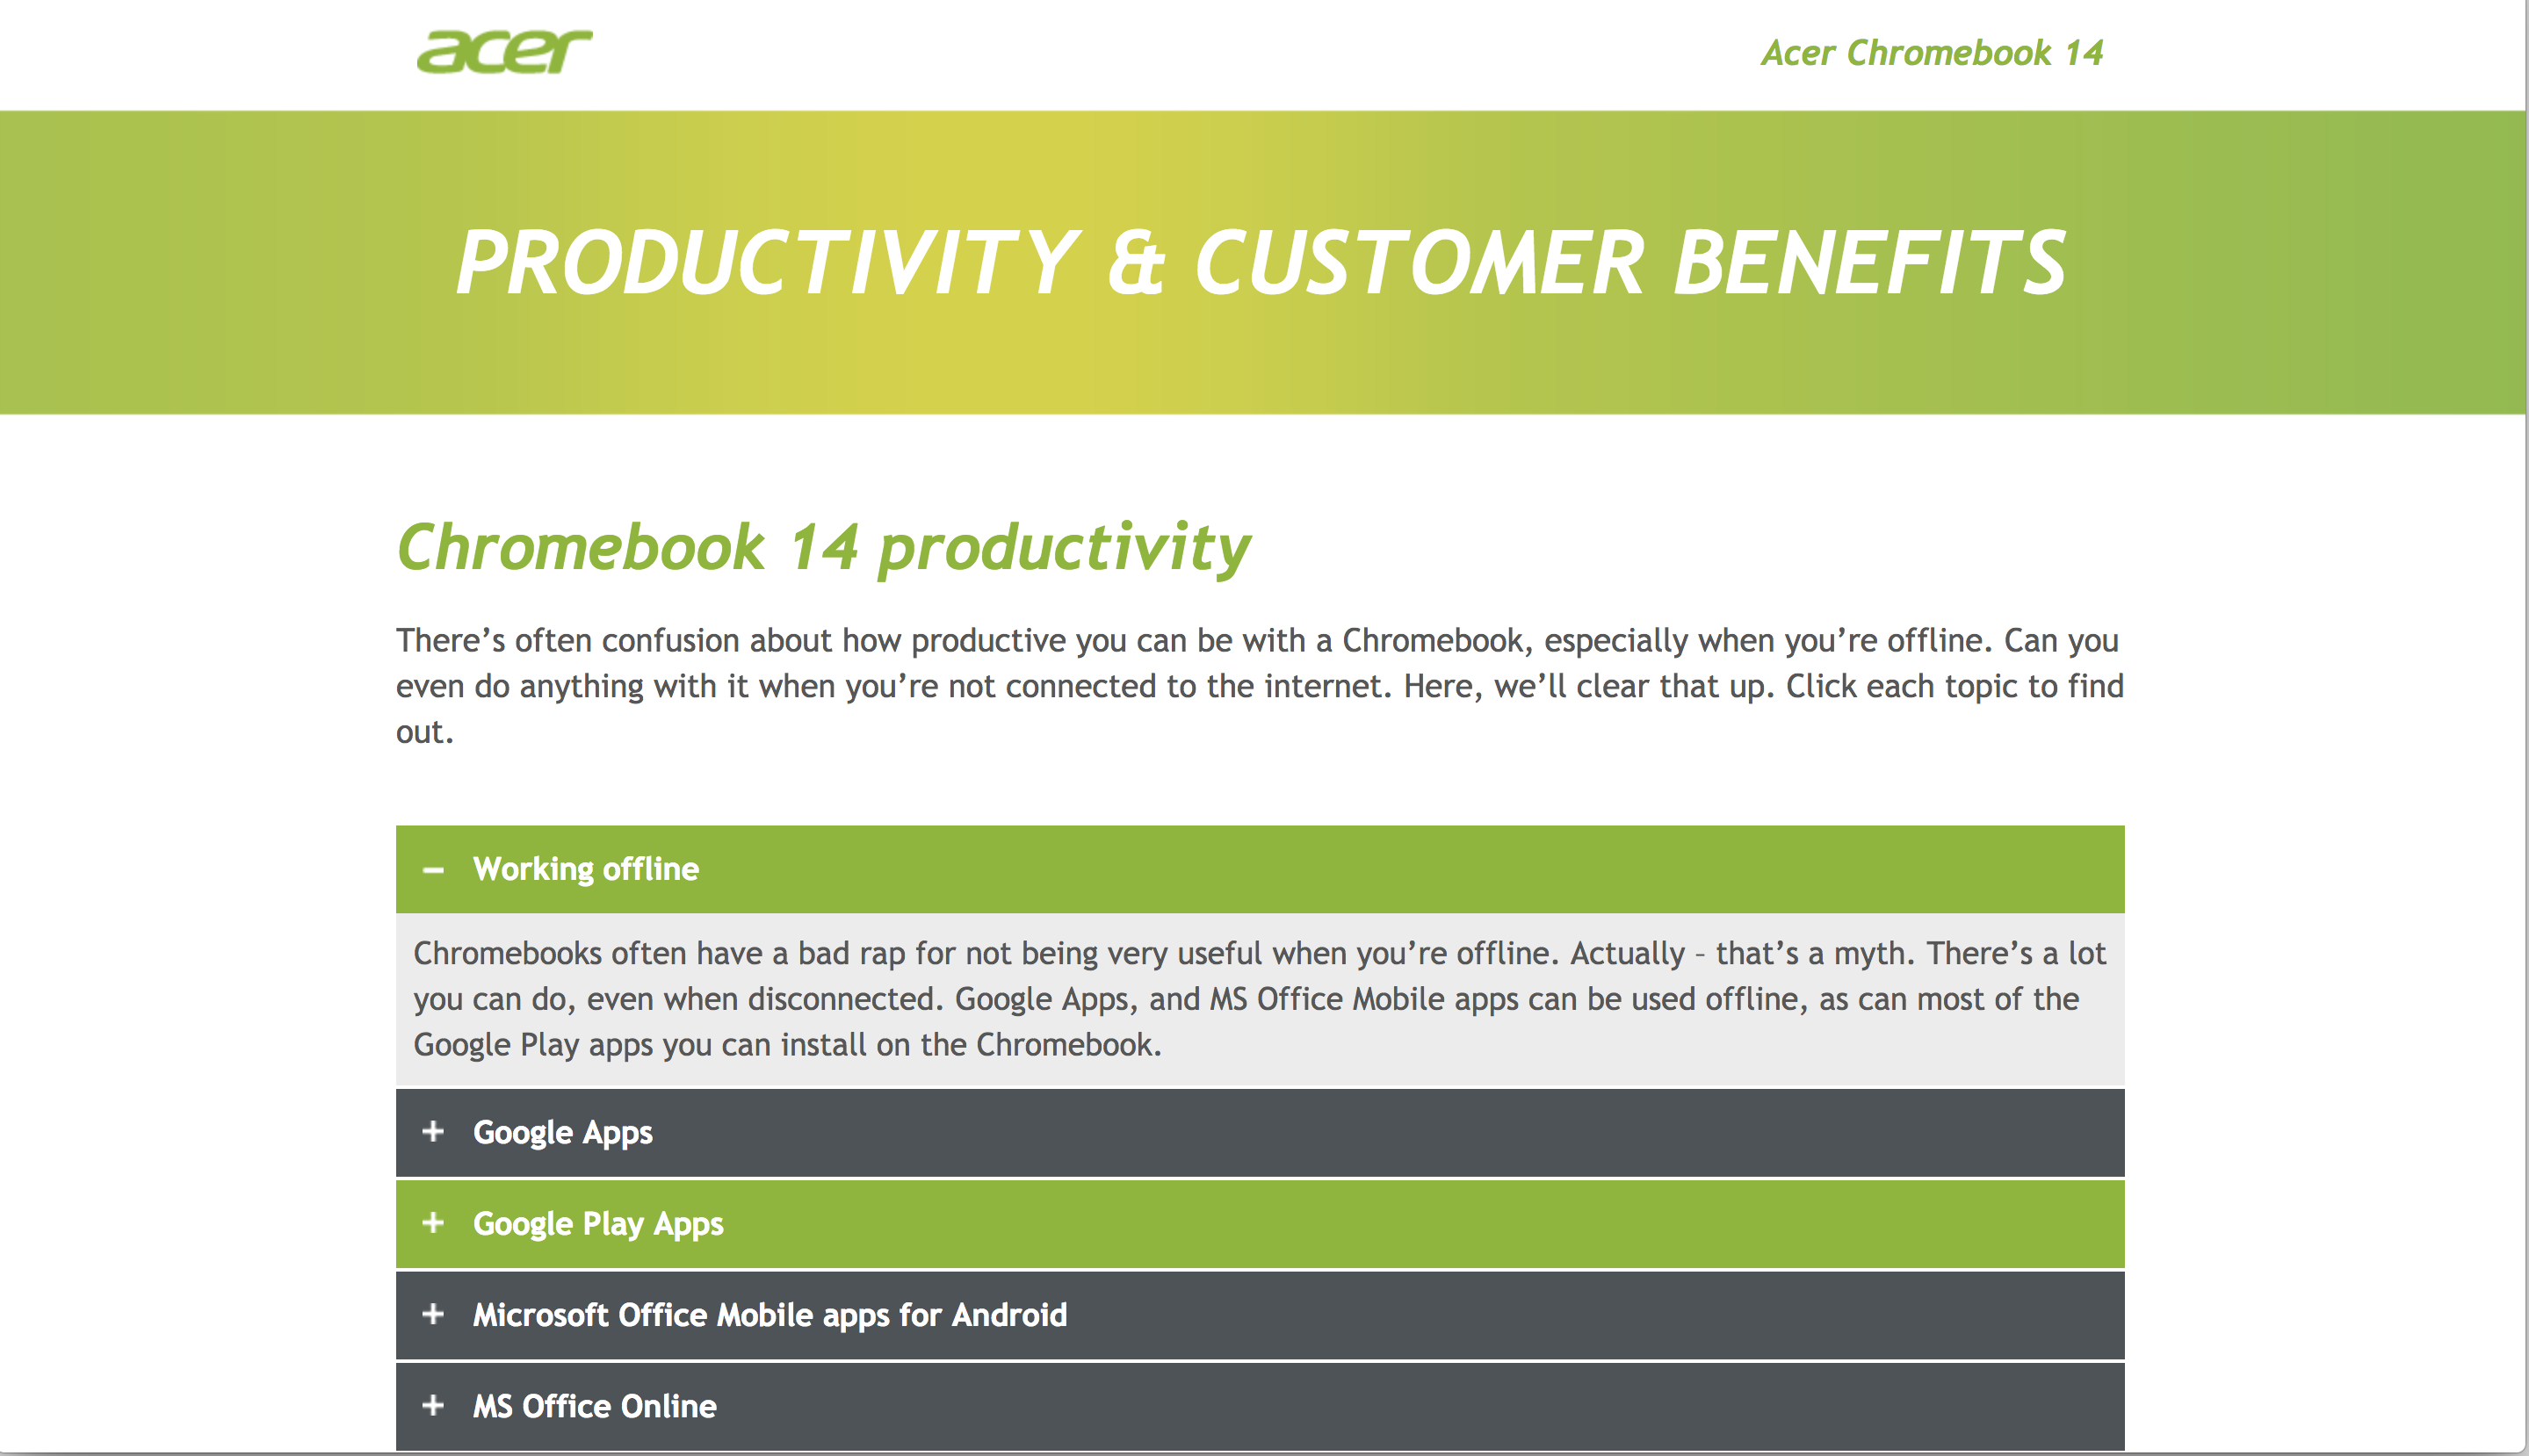 acer
Acer Chromebook 14
PRODUCTIVITY & CUSTOMER BENEFITS
Chromebook 14 productivity
There’s often confusion about how productive you can be with a Chromebook, especially when you’re offline. Can you
even do anything with it when you’re not connected to the internet. Here, we’ll clear that up. Click each topic to find
out.
– Working offline
Chromebooks often have a bad rap for not being very useful when you’re offline. Actually – that’s a myth. There’s a lot
you can do, even when disconnected. Google Apps, and MS Office Mobile apps can be used offline, as can most of the
Google Play apps you can install on the Chromebook.
+ Google Apps
+ Google Play Apps
+ Microsoft Office Mobile apps for Android
+ MS Office Online